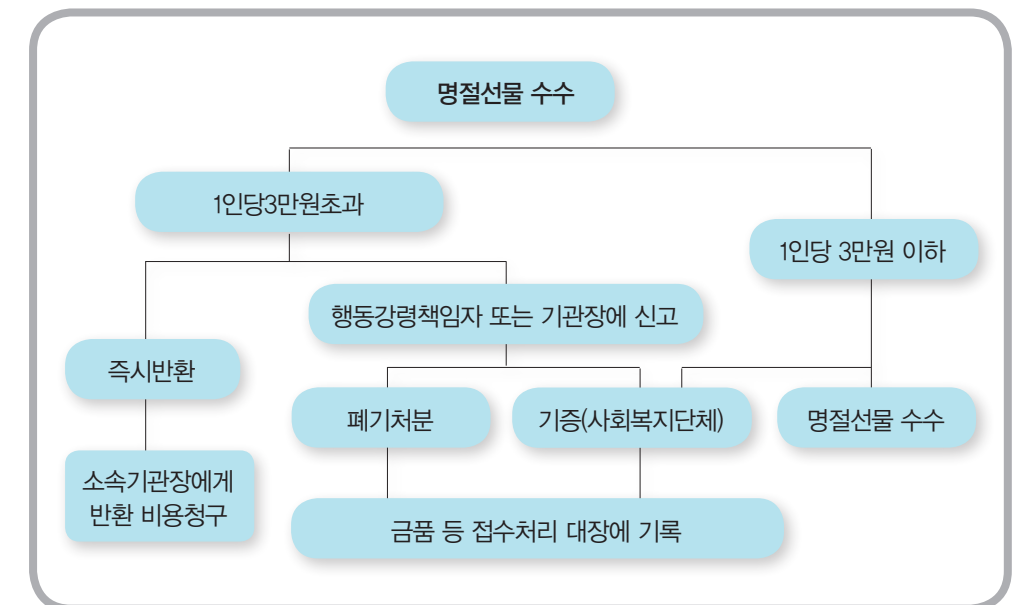 명절선물 수수
1인당3만원초과
1인당 3만원 이하
행동강령책임자 또는 기관장에 신고
즉시반환
폐기처분
기증(사회복지단체)
명절선물 수수
소속기관장에게
반환 비용청구
금품 등 접수처리 대장에 기록